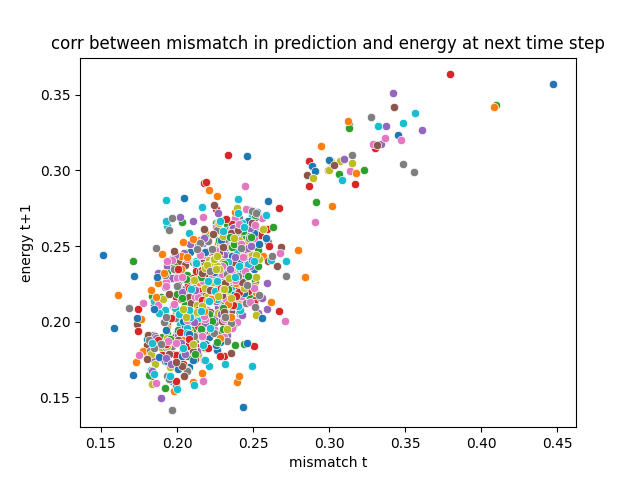 corr between mismatch in prediction and energy at next time step
energy t+1
0.35
0.30
0.25
0.20
0.15
0.15 0.20 0.25 0.30 0.35 0.40 0.45
mismatch t